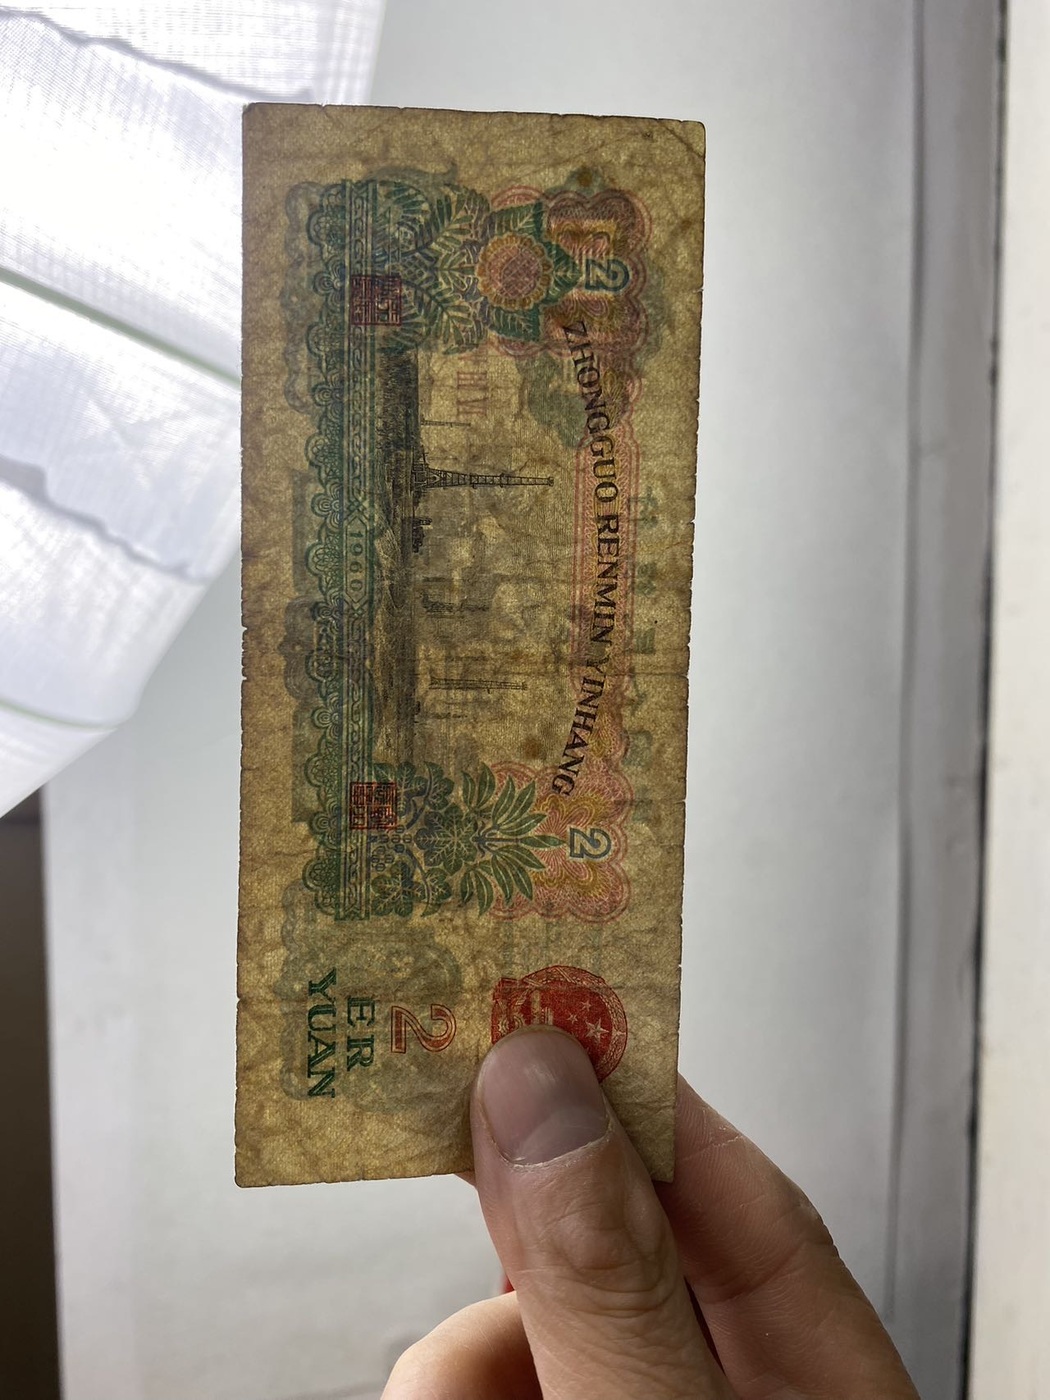 2
ZHONGGUO RENMIN YINHANG
2
1960
2
ER
YUAN